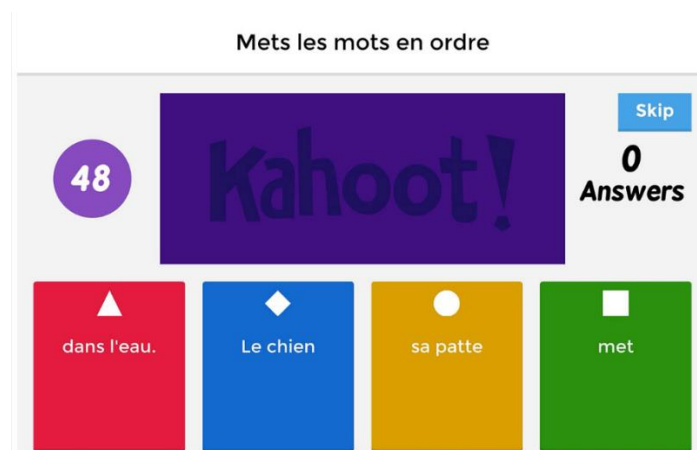 Mets les mots en ordre
Skip
48
Kahoot!
0
Answers
dans l'eau.
Le chien
sa patte
met